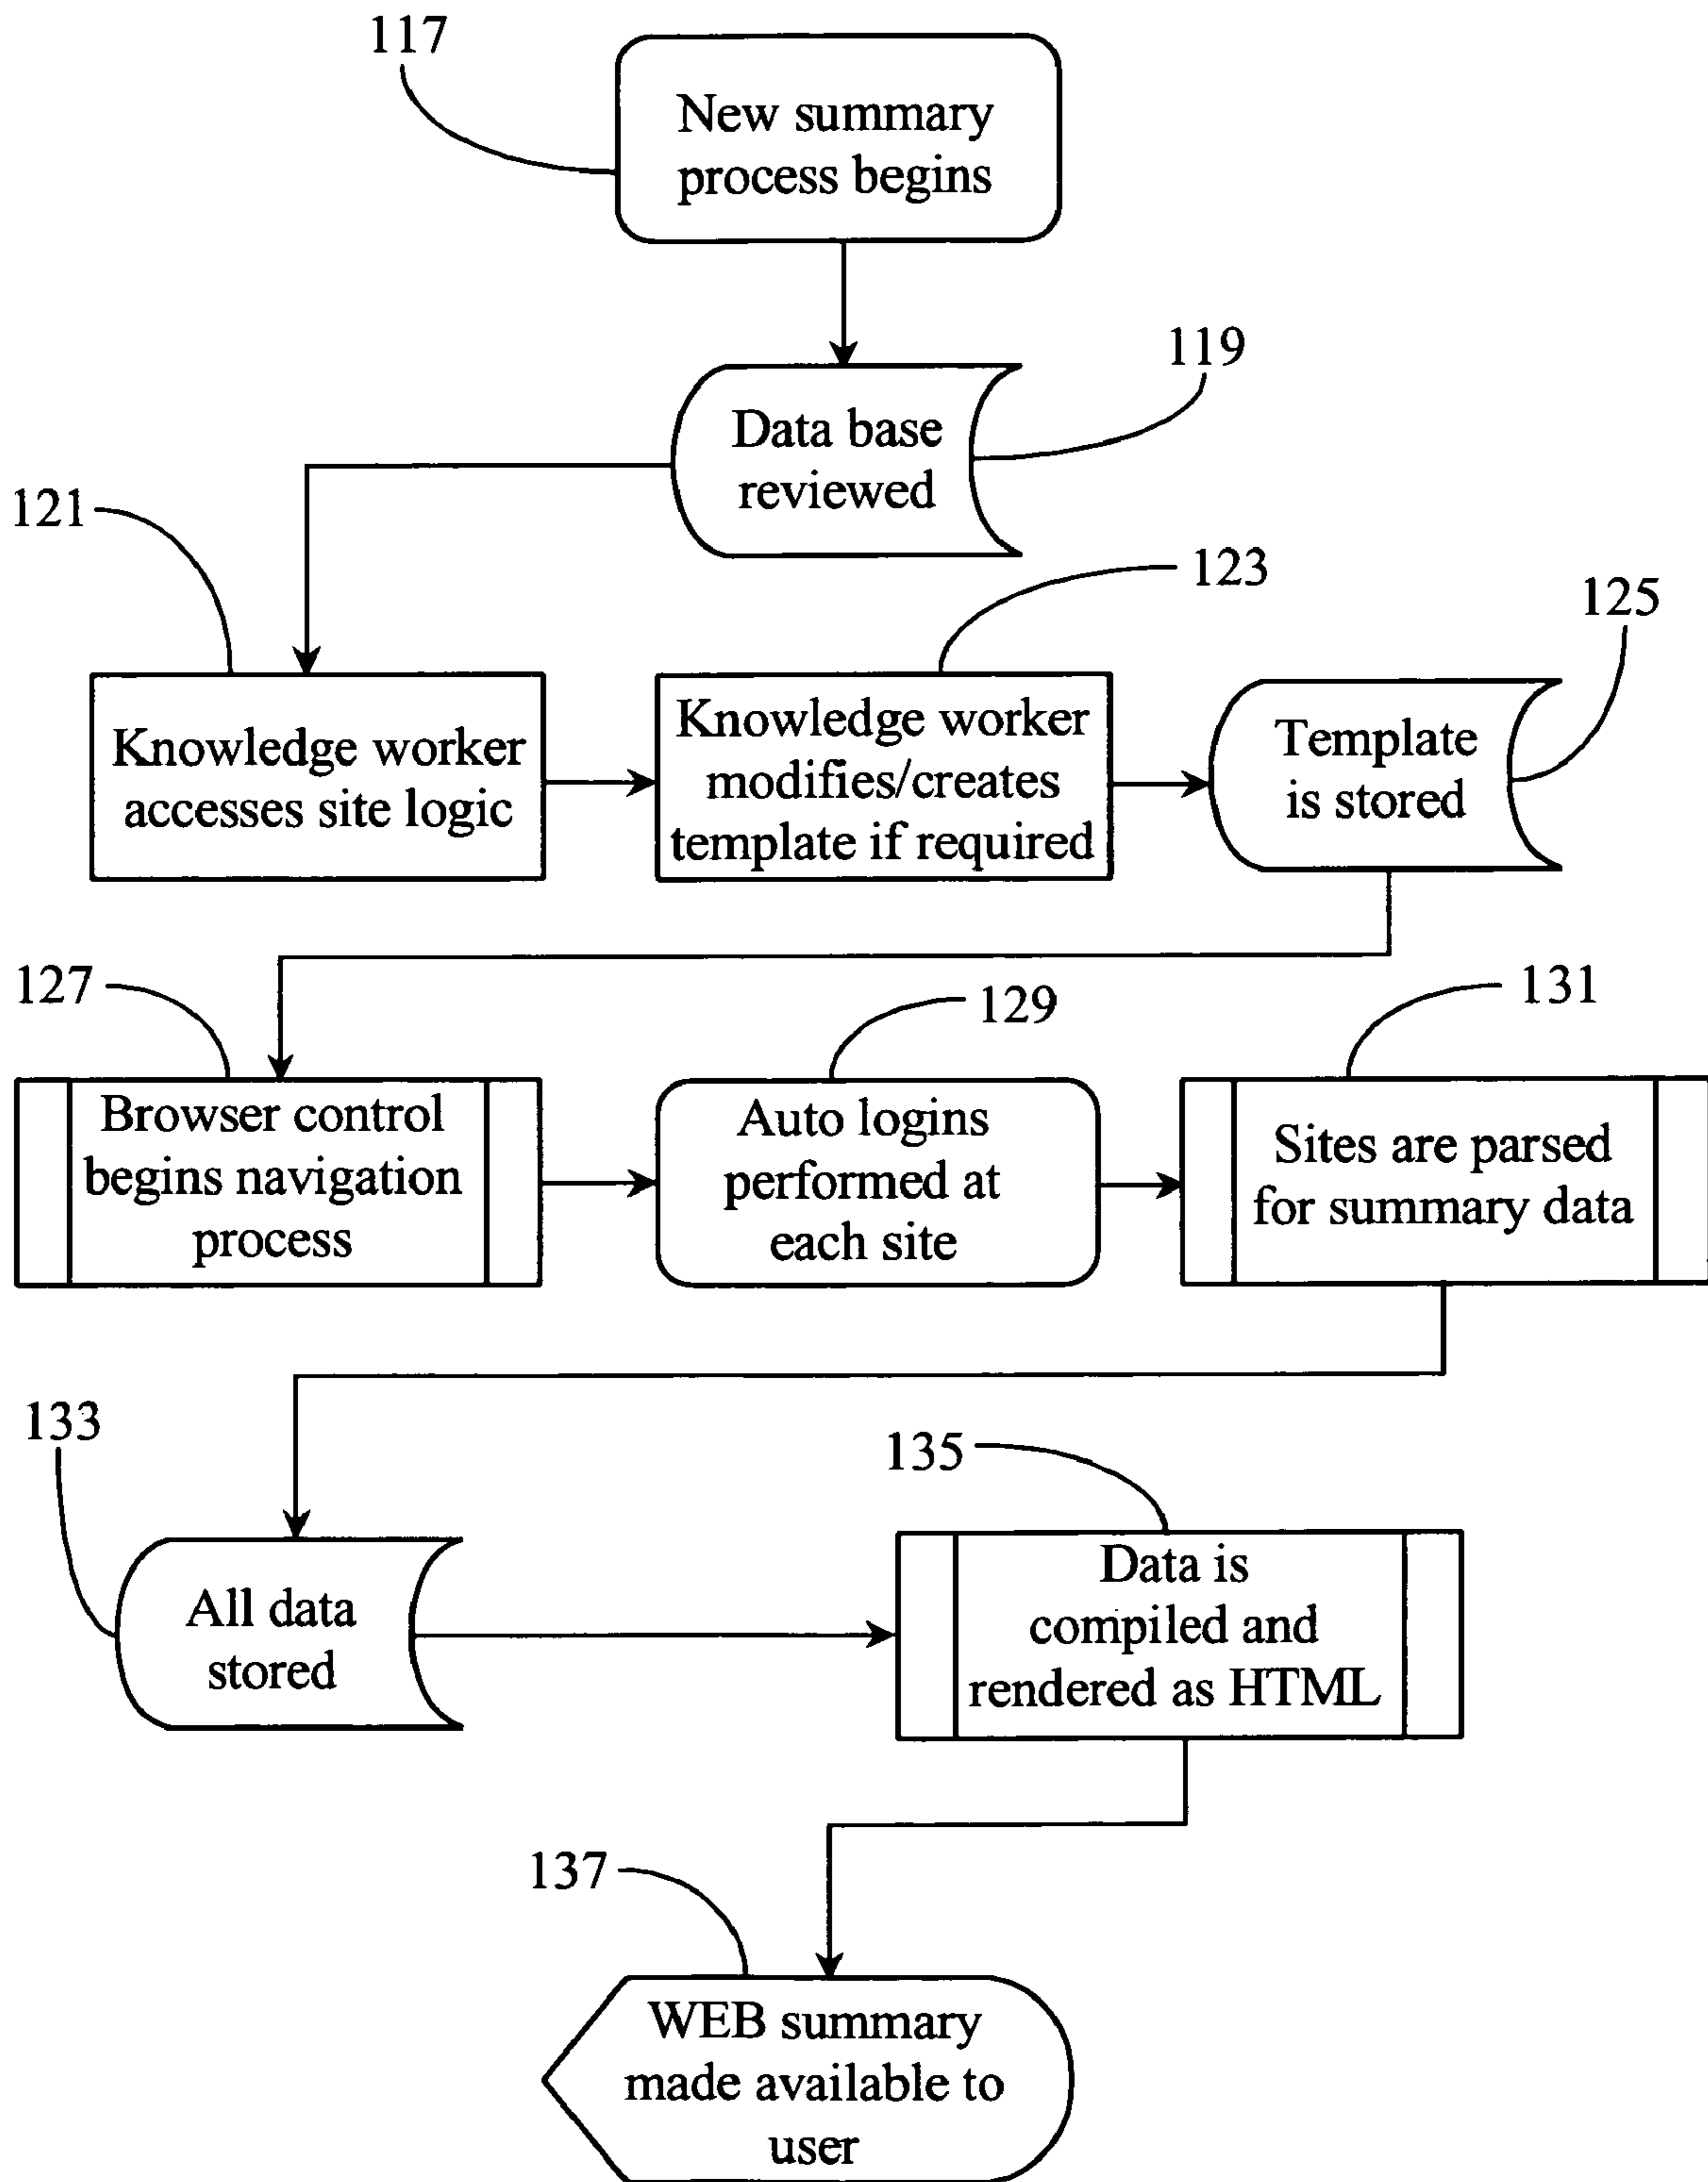 117
New summary
process begins
119
Data base
reviewed
121
123
125
Knowledge worker
accesses site logic
Knowledge worker
modifies/creates
template if required
Template
is stored
127
129
131
Browser control
begins navigation
process
Auto logins
performed at
each site
Sites are parsed
for summary data
133
135
All data
stored
Data is
compiled and
rendered as HTML
137
WEB summary
made available to
user